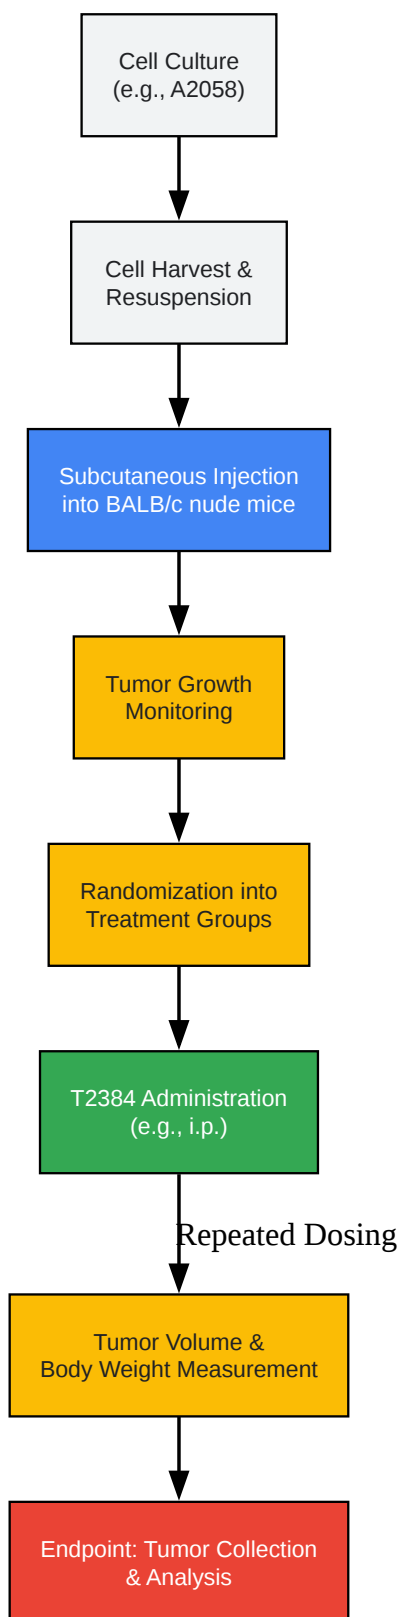 Cell Culture
(e.g., A2058)
Cell Harvest &
Resuspension
Subcutaneous Injection
into BALB/c nude mice
Tumor Growth
Monitoring
Randomization into
Treatment Groups
T2384 Administration
(e.g., i.p.)
Repeated Dosing
Tumor Volume &
Body Weight Measurement
Endpoint: Tumor Collection
& Analysis